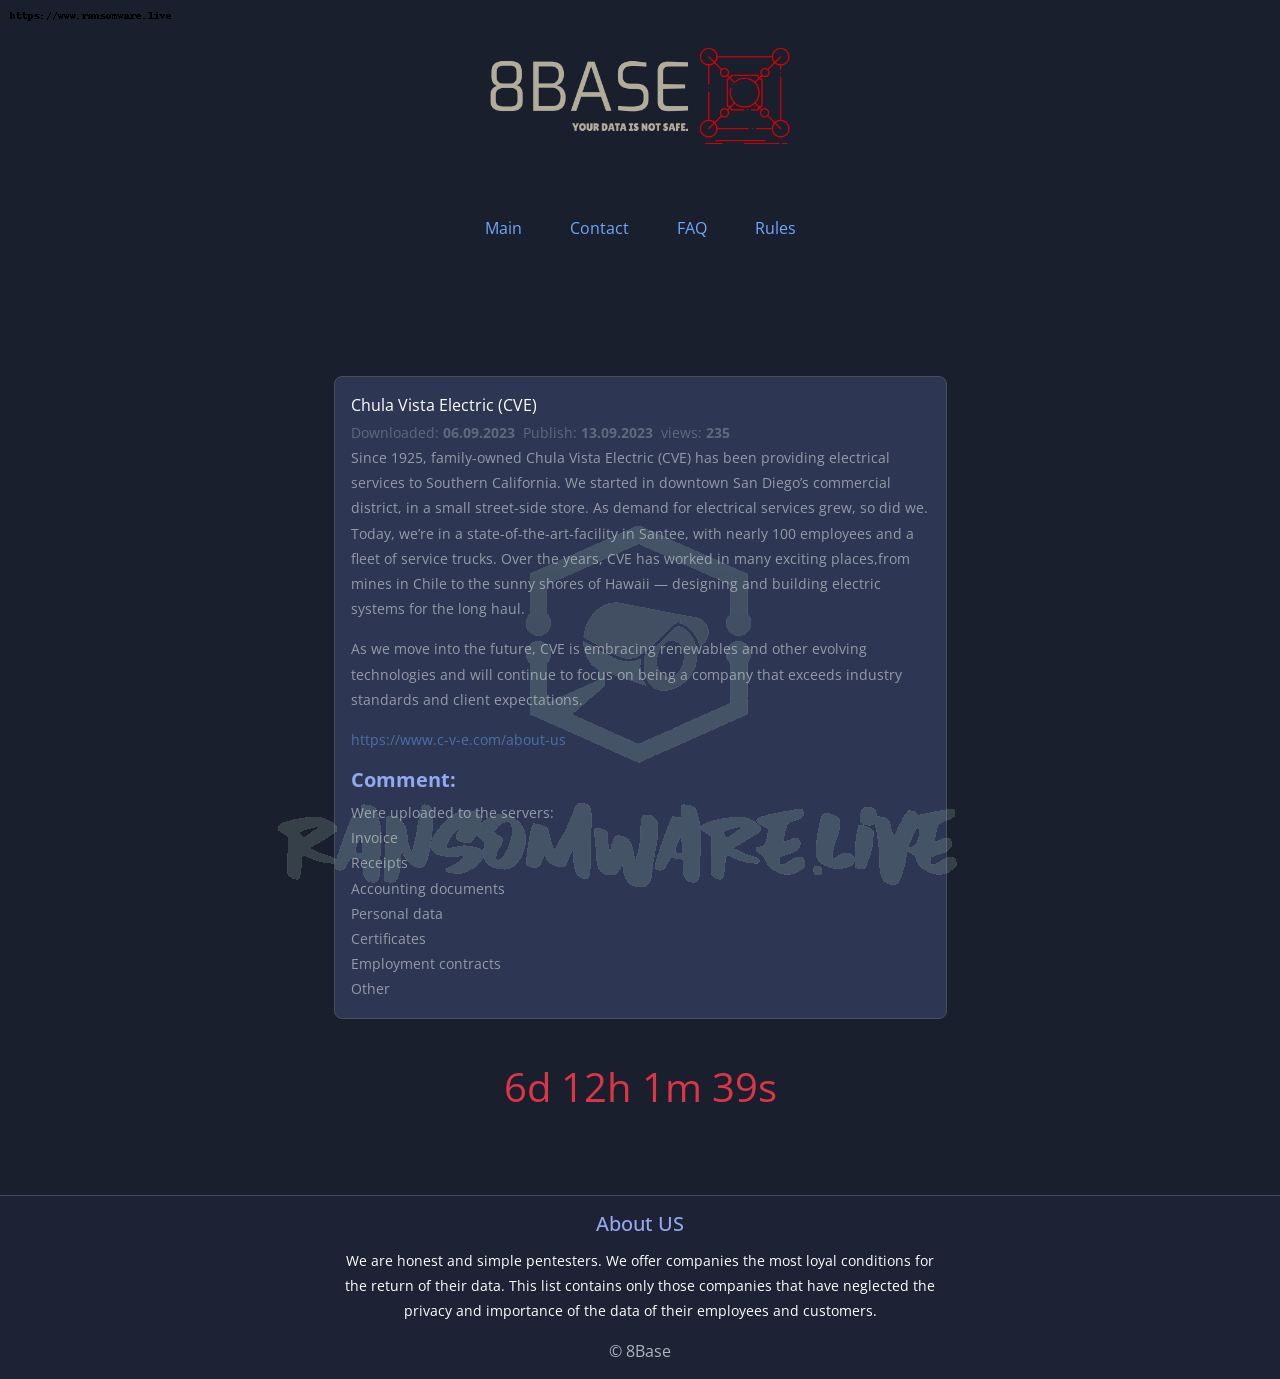 https://www.ransomware.live
8BASE
YOUR DATA IS NOT SAFE.
Main Contact FAQ Rules
Chula Vista Electric (CVE)
Downloaded: 06.09.2023 Publish: 13.09.2023 views: 235
Since 1925, family-owned Chula Vista Electric (CVE) has been providing electrical
services to Southern California. We started in downtown San Diego’s commercial
district, in a small street-side store. As demand for electrical services grew, so did we.
Today, we’re in a state-of-the-art-facility in Santee, with nearly 100 employees and a
fleet of service trucks. Over the years, CVE has worked in many exciting places,from
mines in Chile to the sunny shores of Hawaii — designing and building electric
systems for the long haul.
As we move into the future, CVE is embracing renewables and other evolving
technologies and will continue to focus on being a company that exceeds industry
standards and client expectations.
https://www.c-v-e.com/about-us
Comment:
Were uploaded to the servers:
Invoice
RANSOMWARE.LIVE
Receipts
Accounting documents
Personal data
Certificates
Employment contracts
Other
6d 12h 1m 39s
About US
We are honest and simple pentesters. We offer companies the most loyal conditions for
the return of their data. This list contains only those companies that have neglected the
privacy and importance of the data of their employees and customers.
© 8Base